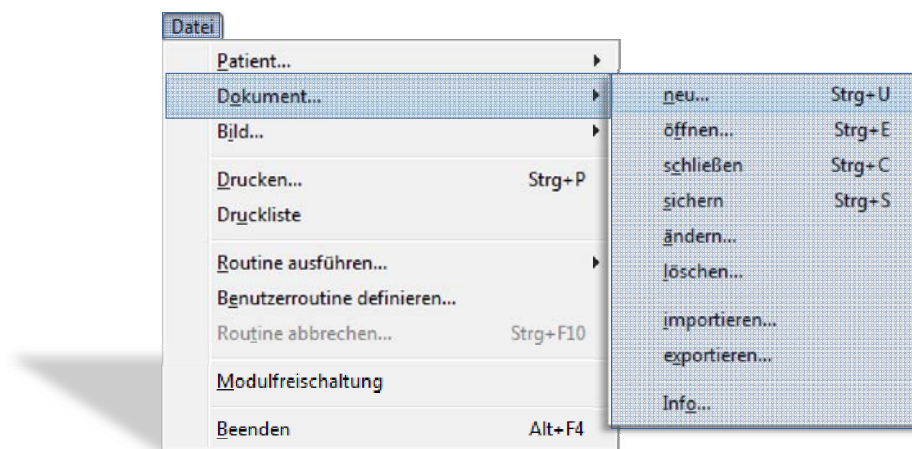 Datei
Patient...
Dokument...
Bild...
Drucken... Strg+P
Druckliste
Routine ausführen...
Benutzerroutine definieren...
Routine abbrechen... Strg+F10
Modulfreischaltung
Beenden Alt+F4
neu... Strg+U
öffnen... Strg+E
schließen Strg+C
sichern Strg+S
ändern...
löschen...
importieren...
exportieren...
Info...